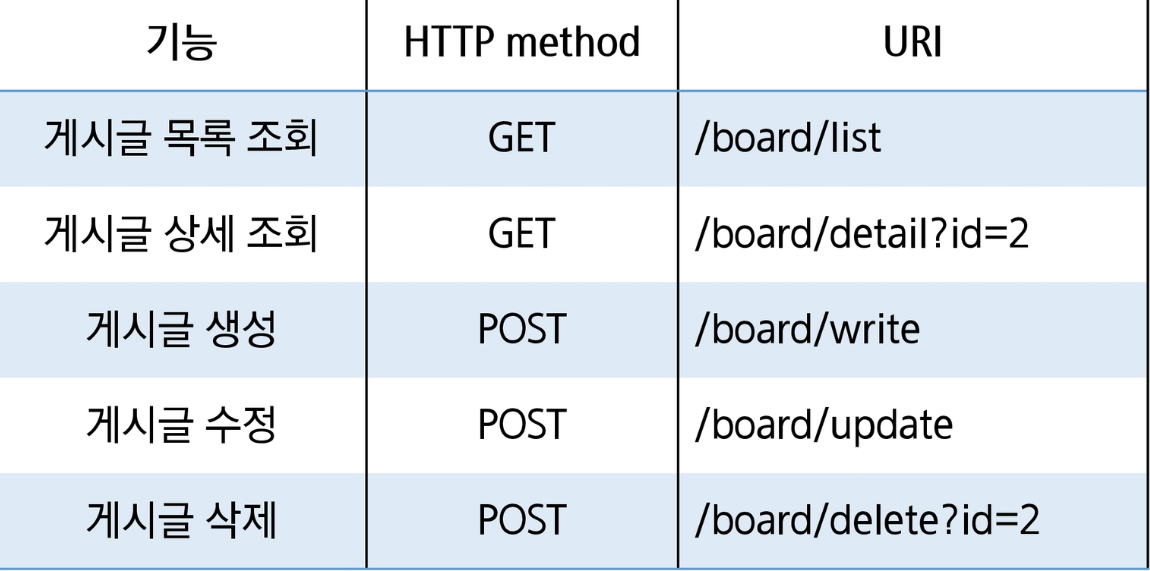 기능 HTTP method URI
게시글 목록 조회 GET /board/list
게시글 상세 조회 GET /board/detail?id=2
게시글 생성 POST /board/write
게시글 수정 POST /board/update
게시글 삭제 POST /board/delete?id=2